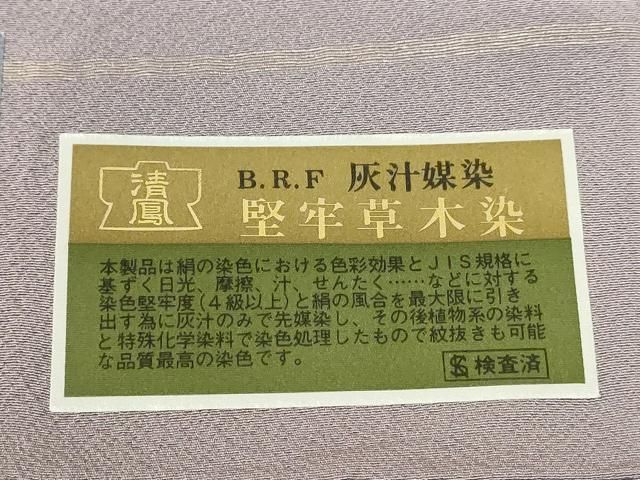 清鳳
B.R.F 灰汁媒染
堅牢草木染
本製品は絹の染色における色彩効果とJIS規格に
基ずく日光、摩擦、汁、せんたく……などに対する
染色堅牢度(4級以上)と絹の風合を最大限に引き
出す為に灰汁のみで先媒染し、その後植物系の染料
と特殊化学染料で染色処理したもので紋抜きも可能
な品質最高の染色です。
検査済